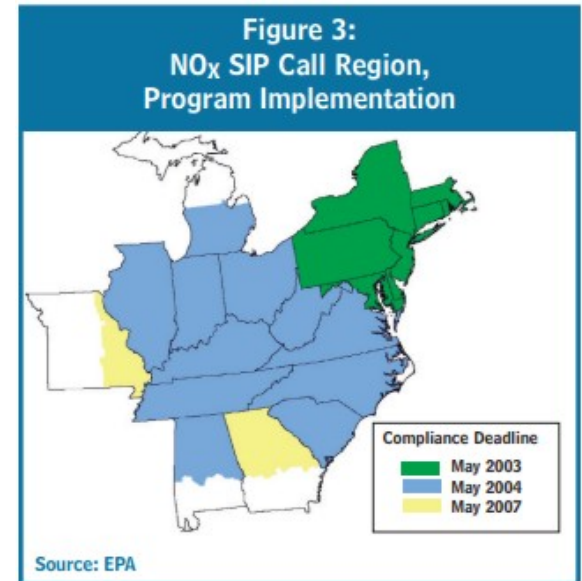 Figure 3:
NOX SIP Call Region,
Program Implementation
Compliance Deadline
May 2003
May 2004
May 2007
Source: EPA